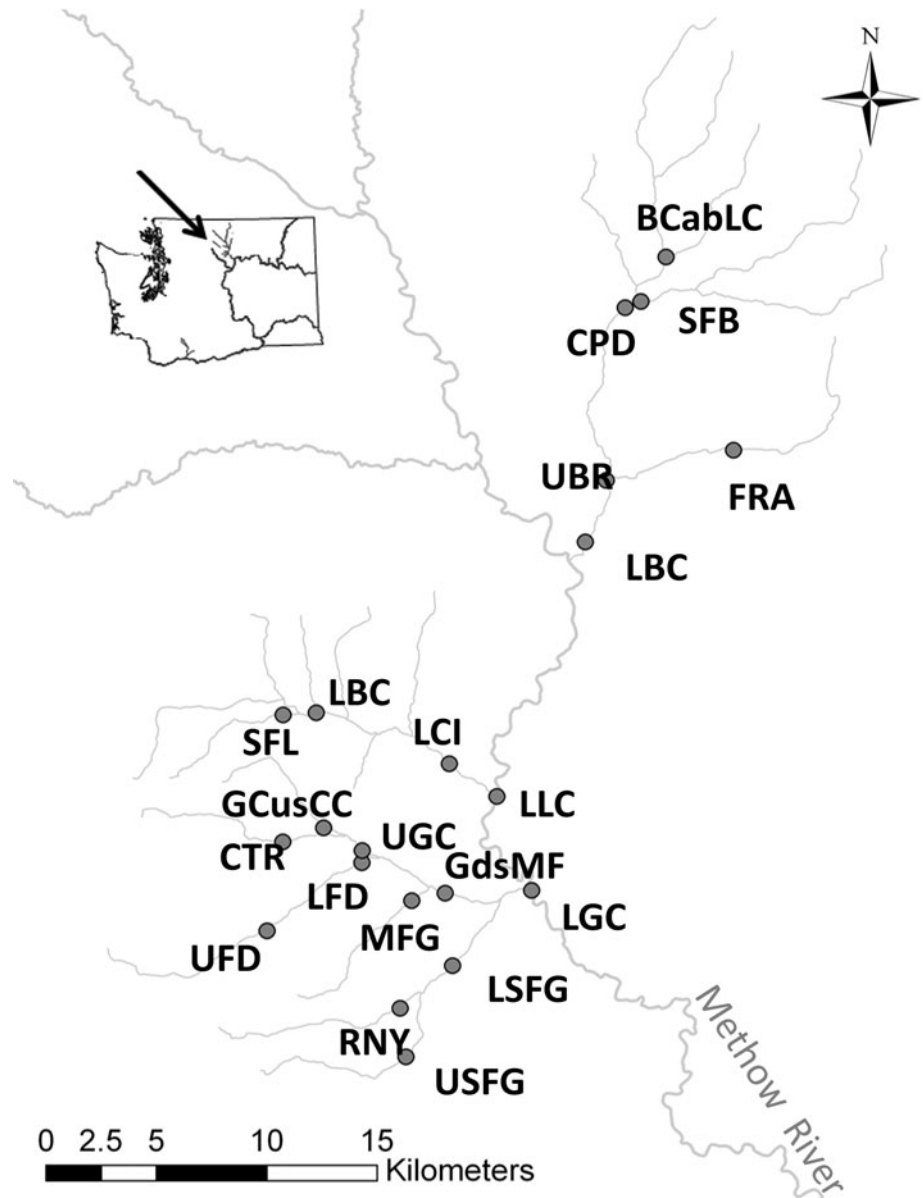 N
BCabLC
SFB
CPD
UBR
FRA
LBC
LBC
SFL
LCI
GCusCC
LLC
CTR
UGC
GdsMF
LFD
LGC
MFG
UFD
LSFG
RNY
USFG
Methow River
0 2.5 5 10 15
Kilometers